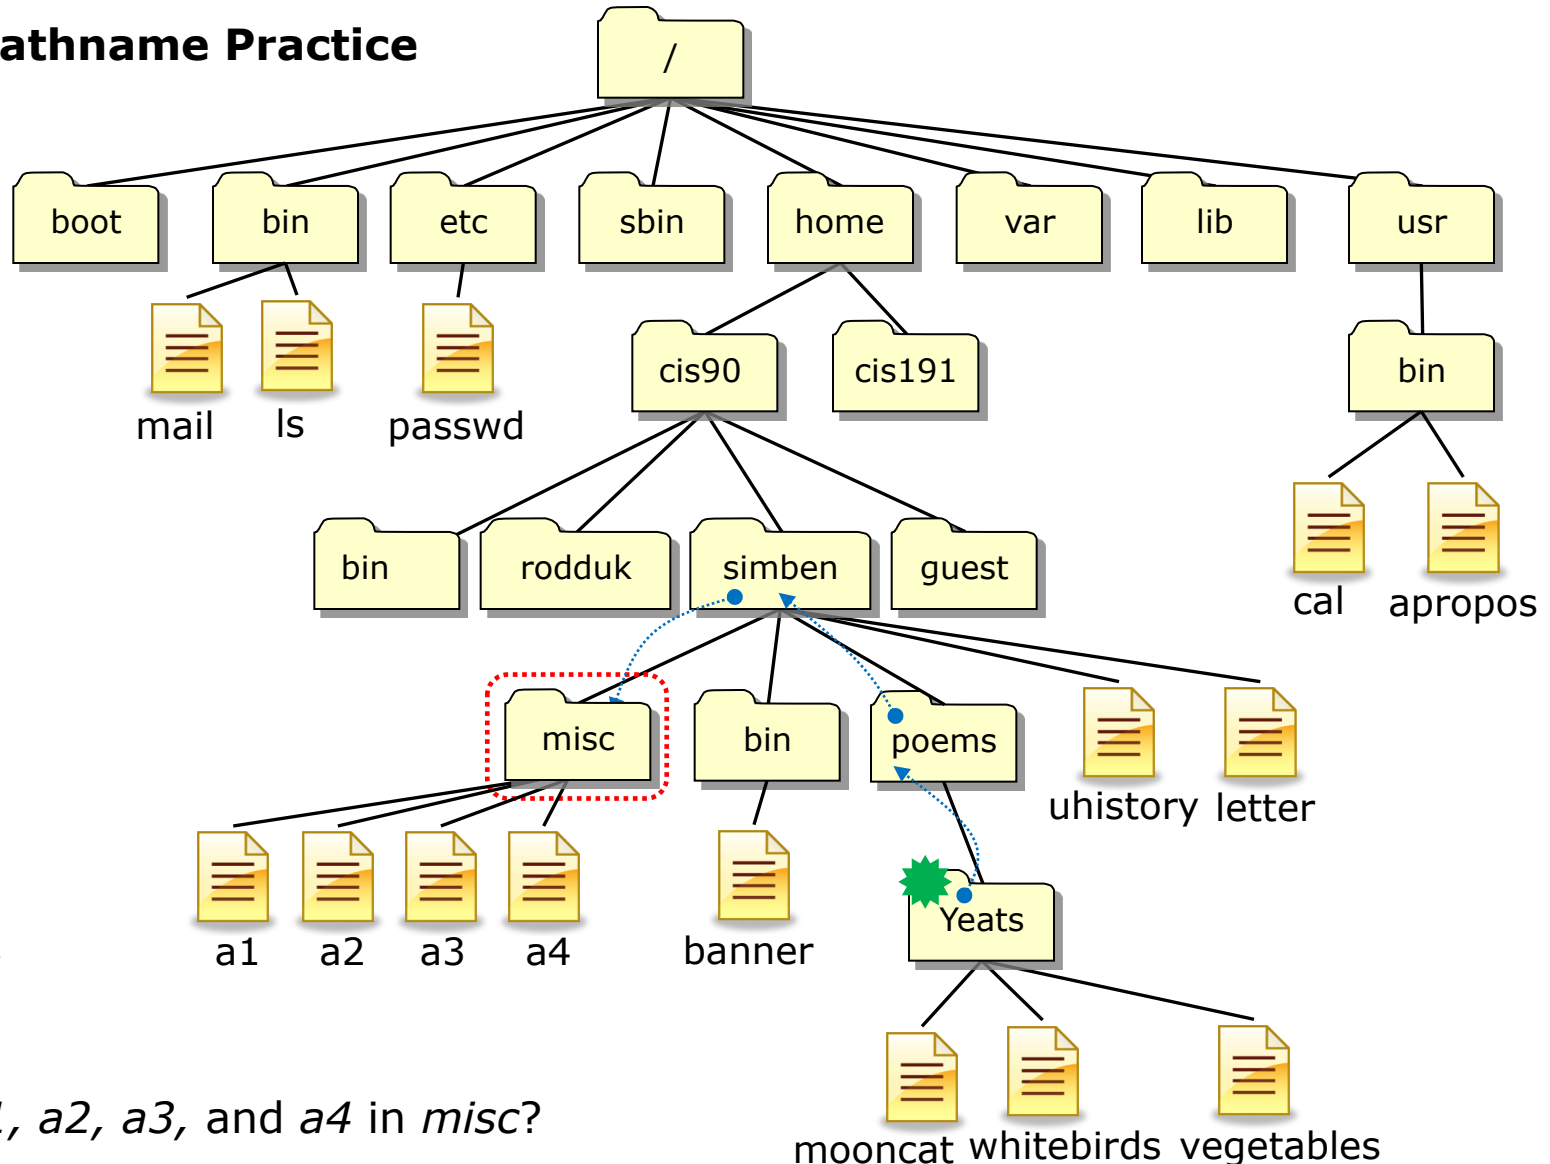 athname Practice
/
boot bin etc sbin home var lib usr
mail ls passwd
cis90 cis191 bin
bin rodduk simben guest
cal apropos
misc bin poems
uhistory letter
a1 a2 a3 a4 banner Yeats
, a2, a3, and a4 in misc?
mooncat whitebirds vegetables